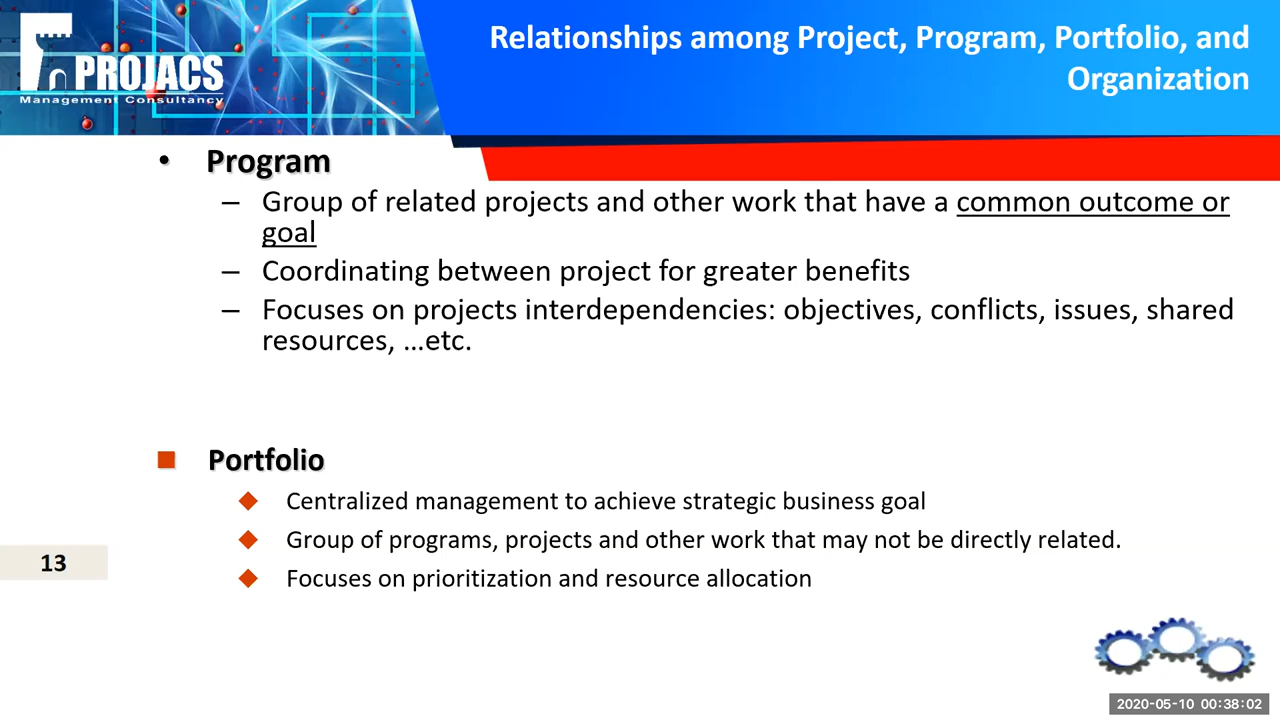 PROJACS
Management Consultancy
Relationships among Project, Program, Portfolio, and
Organization
• Program
– Group of related projects and other work that have a common outcome or
goal
– Coordinating between project for greater benefits
– Focuses on projects interdependencies: objectives, conflicts, issues, shared
resources, ...etc.
Portfolio
Centralized management to achieve strategic business goal
Group of programs, projects and other work that may not be directly related.
Focuses on prioritization and resource allocation
13
2020-05-10 00:38:02